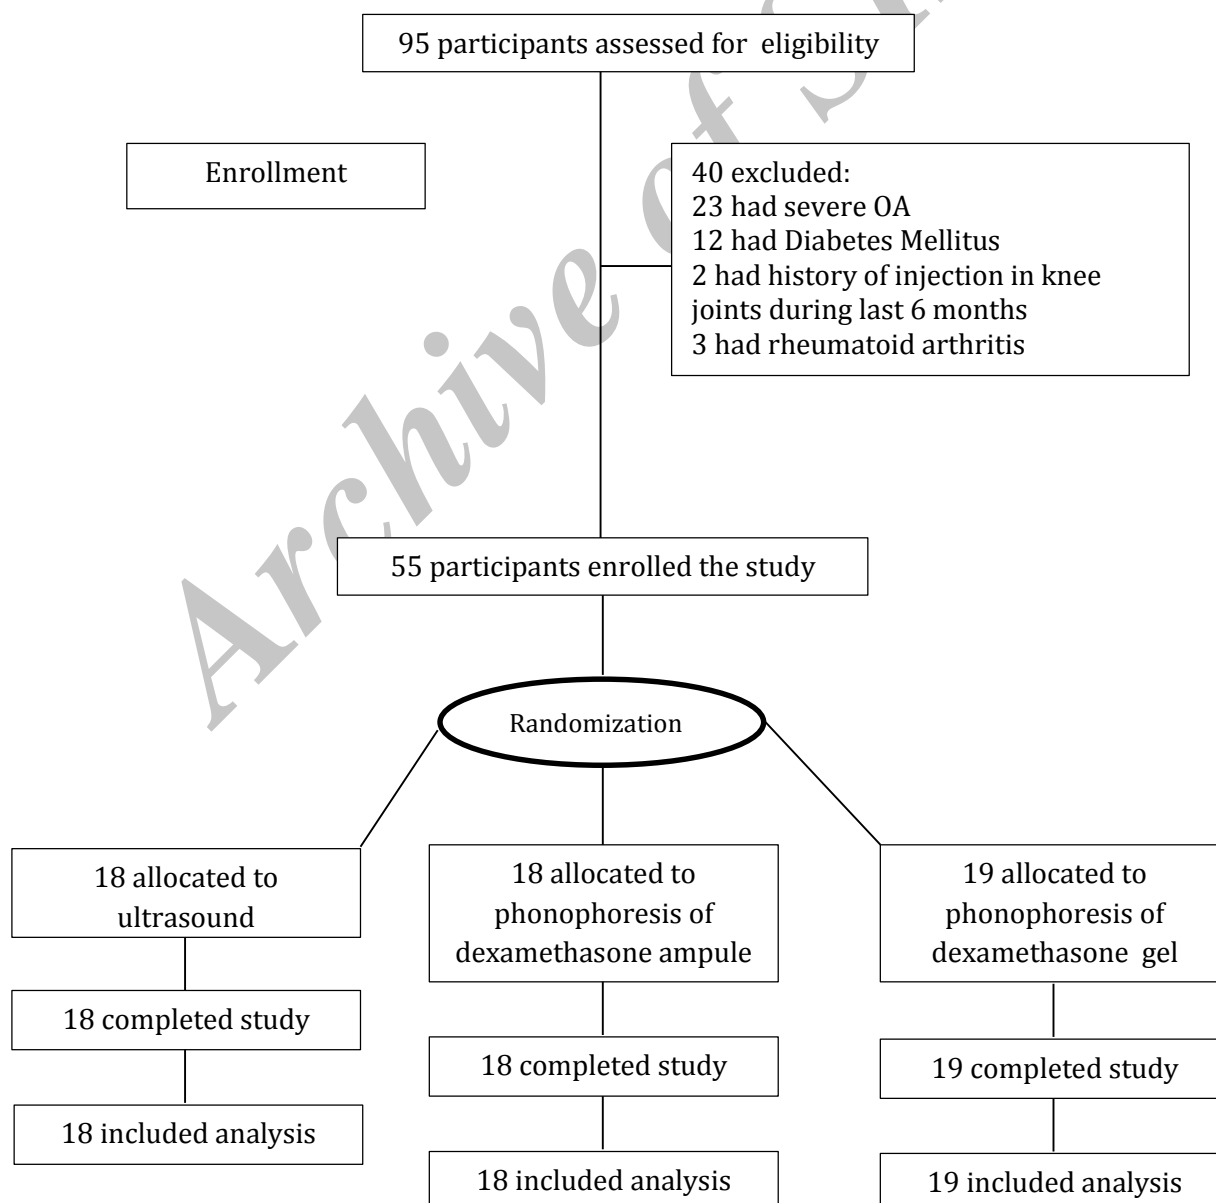 95 participants assessed for eligibility
Enrollment
40 excluded:
23 had severe OA
12 had Diabetes Mellitus
2 had history of injection in knee
joints during last 6 months
3 had rheumatoid arthritis
55 participants enrolled the study
Randomization
18 allocated to
ultrasound
18 allocated to
phonophoresis of
dexamethasone ampule
19 allocated to
phonophoresis of
dexamethasone gel
18 completed study
18 completed study
19 completed study
18 included analysis
18 included analysis
19 included analysis
Archive of